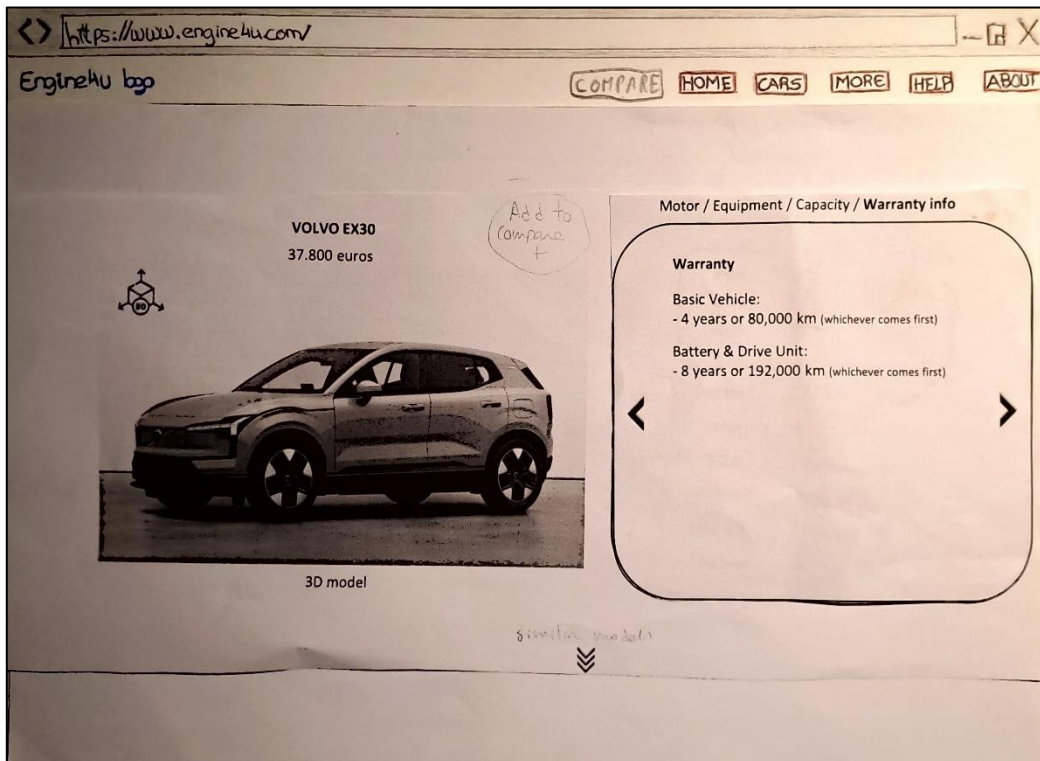 https://www.engine4u.com/
Engine4u logo
COMPARE HOME CARS MORE HELP ABOUT
VOLVO EX30
37.800 euros
Add to
Compare
+
3D
3D model
Motor / Equipment / Capacity / Warranty info
Warranty
Basic Vehicle:
- 4 years or 80,000 km (whichever comes first)
Battery & Drive Unit:
- 8 years or 192,000 km (whichever comes first)
similar models